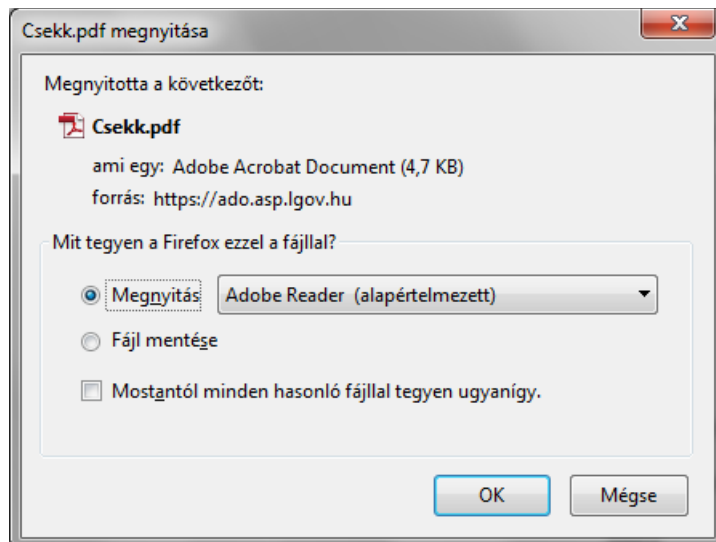 Csekk.pdf megnyitása
Megnyitotta a következőt:
Csekk.pdf
ami egy: Adobe Acrobat Document (4,7 KB)
forrás: https://ado.asp.lgov.hu
Mit tegyen a Firefox ezzel a fájllal?
Megnyitás Adobe Reader (alapértelmezett)
Fájl mentése
Mostantól minden hasonló fájllal tegyen ugyanígy.
OK Mégse